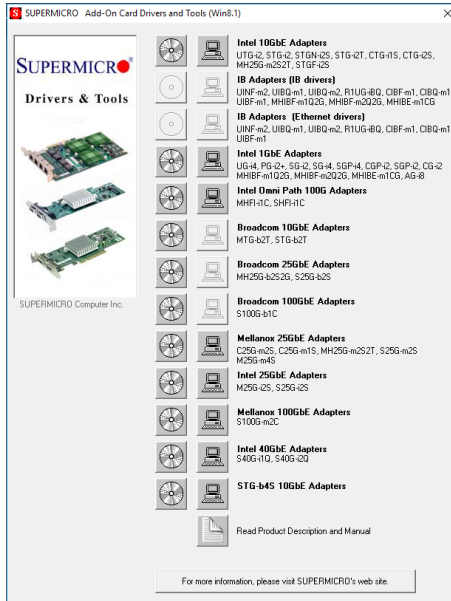 SUPERMICRO Add-On Card Drivers and Tools (Win8.1)
SUPERMICRO
Drivers & Tools
SUPERMICRO Computer Inc.
Intel 10GbE Adapters
UTG-i2, STG-i2, STGN-i2S, STG-i2T, CTG-i1S, CTG-i2S,
MH25G-m2S2T, STGF-i2S
IB Adapters (IB drivers)
UINF-m2, UIBQ-m1, UIBQ-m2, R1UG-iBQ, CIBF-m1, CIBQ-m1
UIBF-m1, MHIBF-m1Q2G, MHIBF-m2Q2G, MHIBE-m1CG
IB Adapters (Ethernet drivers)
UINF-m2, UIBQ-m1, UIBQ-m2, R1UG-iBQ, CIBF-m1, CIBQ-m1
UIBF-m1
Intel 1GbE Adapters
UG-i4, PG-i2+, SG-i2, SG-i4, SGP-i4, CGP-i2, SGP-i2, CG-i2
MHIBF-m1Q2G, MHIBF-m2Q2G, MHIBE-m1CG, AG-i8
Intel Omni Path 100G Adapters
MHFI-i1C, SHFI-i1C
Broadcom 10GbE Adapters
MTG-b2T, STG-b2T
Broadcom 25GbE Adapters
MH25G-b2S2G, S25G-b2S
Broadcom 100GbE Adapters
S100G-b1C
Mellanox 25GbE Adapters
C25G-m2S, C25G-m1S, MH25G-m2S2T, S25G-m2S
M25G-m4S
Intel 25GbE Adapters
M25G-i2S, S25G-i2S
Mellanox 100GbE Adapters
S100G-m2C
Intel 40GbE Adapters
S40G-i1Q, S40G-i2Q
STG-b4S 10GbE Adapters
Read Product Description and Manual
For more information, please visit SUPERMICRO's web site.